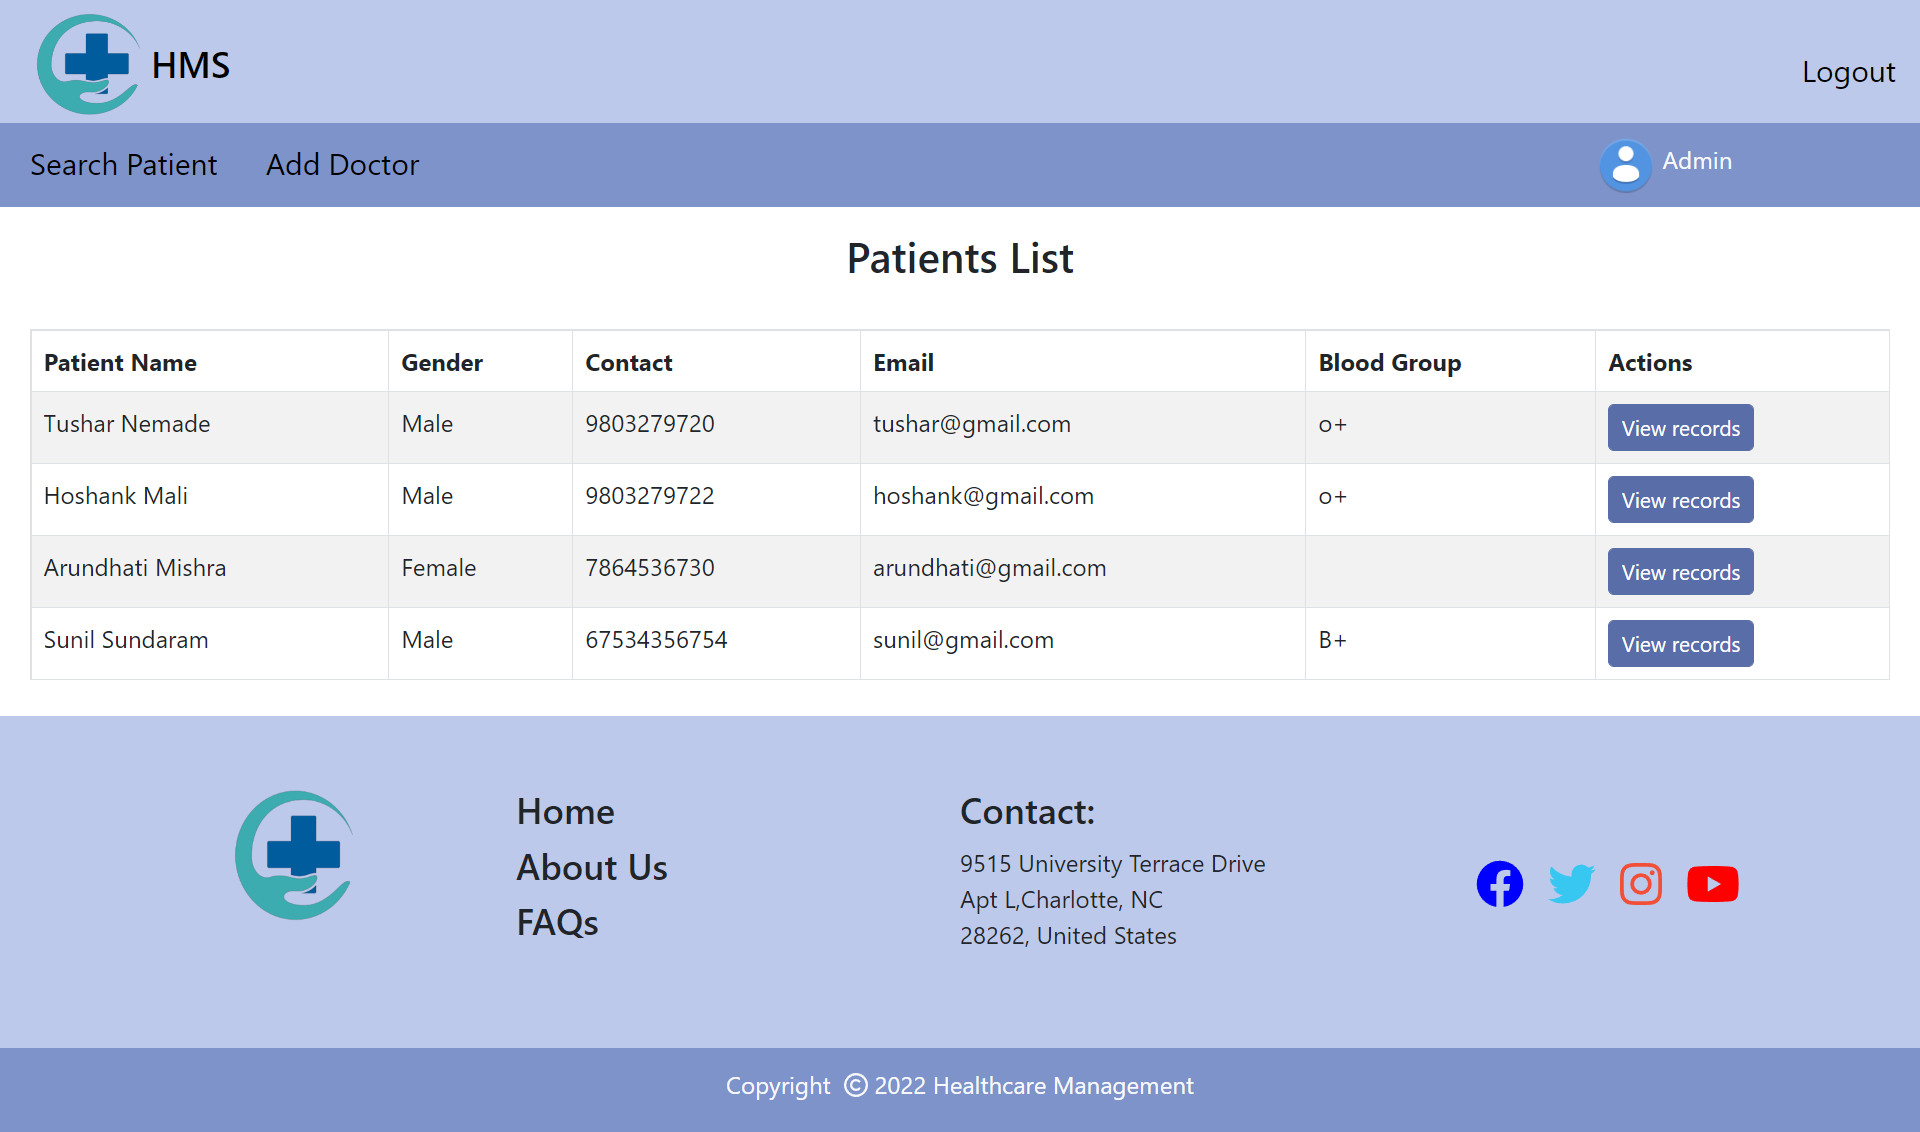 HMS
Logout
Search Patient Add Doctor Admin
Patients List
Patient Name Gender Contact Email Blood Group Actions
Tushar Nemade Male 9803279720 tushar@gmail.com o+ View records
Hoshank Mali Male 9803279722 hoshank@gmail.com o+ View records
Arundhati Mishra Female 7864536730 arundhati@gmail.com View records
Sunil Sundaram Male 67534356754 sunil@gmail.com B+ View records
Home
About Us
FAQs
Contact:
9515 University Terrace Drive
Apt L,Charlotte, NC
28262, United States
Copyright © 2022 Healthcare Management